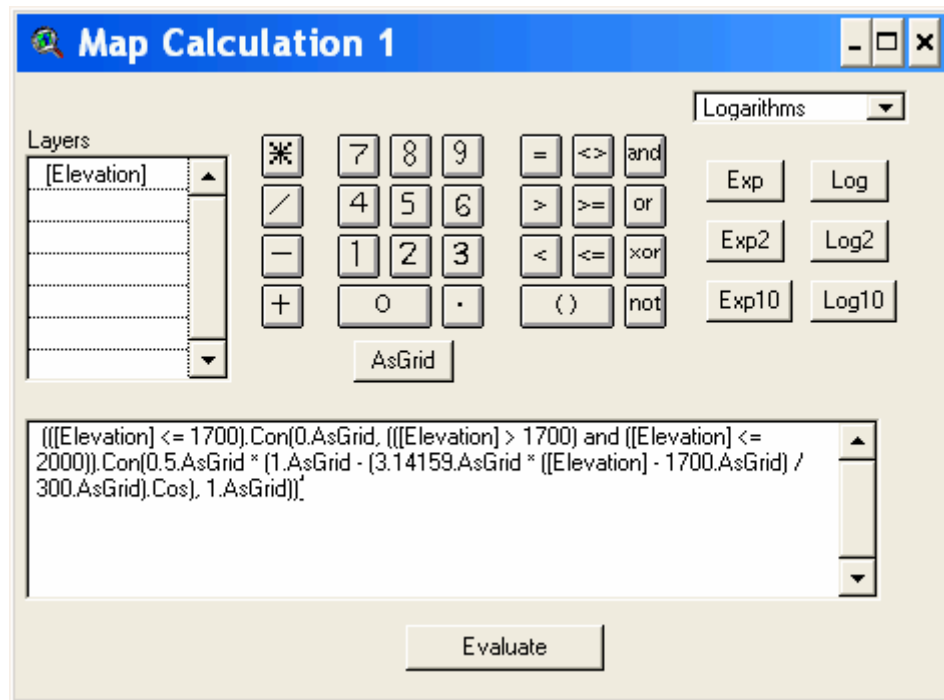 Map Calculation 1
Logarithms
Layers
[Elevation]
* 7 8 9 = <> and
/ 4 5 6 > >= or
- 1 2 3 < <= xor
+ 0 . ( ) not
Exp Log
Exp2 Log2
Exp10 Log10
AsGrid
(([Elevation] <= 1700).Con(0.AsGrid, (([Elevation] > 1700) and ([Elevation] <=
2000)).Con(0.5.AsGrid * (1.AsGrid - (3.14159.AsGrid * ([Elevation] - 1700.AsGrid) /
300.AsGrid).Cos), 1.AsGrid))
Evaluate